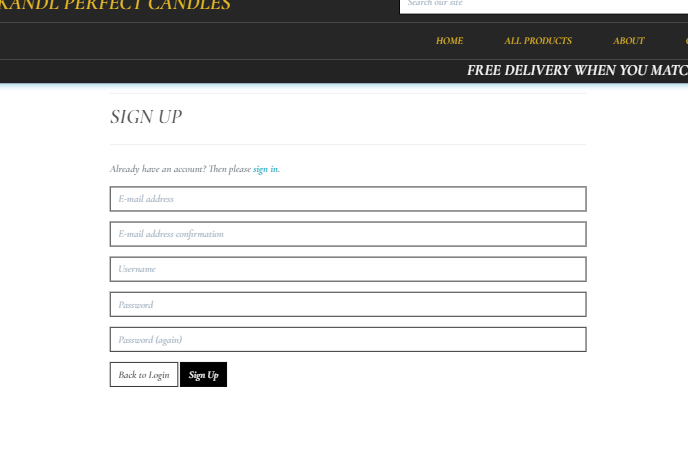 KANDL PERFECT CANDLES
Search our site
HOME ALL PRODUCTS ABOUT
FREE DELIVERY WHEN YOU
SIGN UP
Already have an account? Then please sign in.
E-mail address
E-mail address confirmation
Username
Password
Password (again)
Back to Login Sign Up